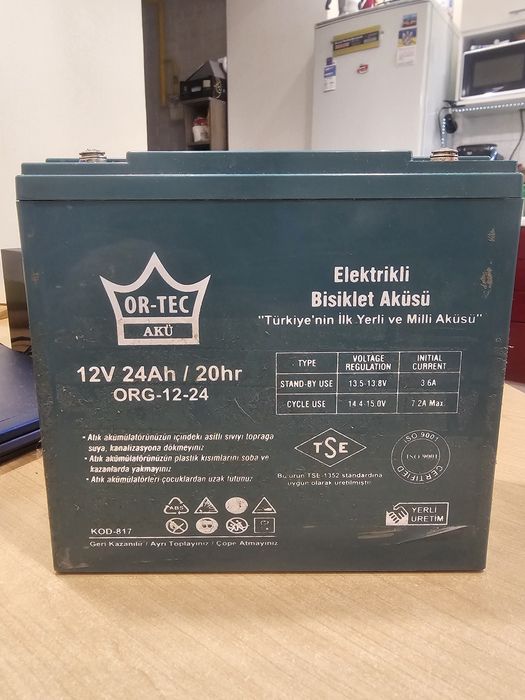 OR-TEC
AKÜ
12V 24Ah / 20hr
ORG-12-24
Elektrikli
Bisiklet Aküsü
"Türkiye'nin İlk Yerli ve Milli Aküsü"
TYPE VOLTAGE REGULATION INITIAL CURRENT
STAND-BY USE 13.5-13.8V 3.6A
CYCLE USE 14.4-15.0V 7.2A Max.
- Atık akümülatörünüzün içindeki asitli sıvıyı toprağa
suya, kanalizasyona dökmeyiniz
- Atık akümülatörünüzün plastik kısımlarını soba ve
kazanlarda yakmayınız
- Atık akümülatörleri çocuklardan uzak tutunuz
TSE
Bu ürün TSE-1352 standardına
uygun olarak üretilmiştir
ISO 9001
ISO 9001
CERTIFIED
ABS
Pb
KOD-817
Geri Kazanılır / Ayrı Toplayınız / Çöpe Atmayınız
YERLİ
ÜRETİM